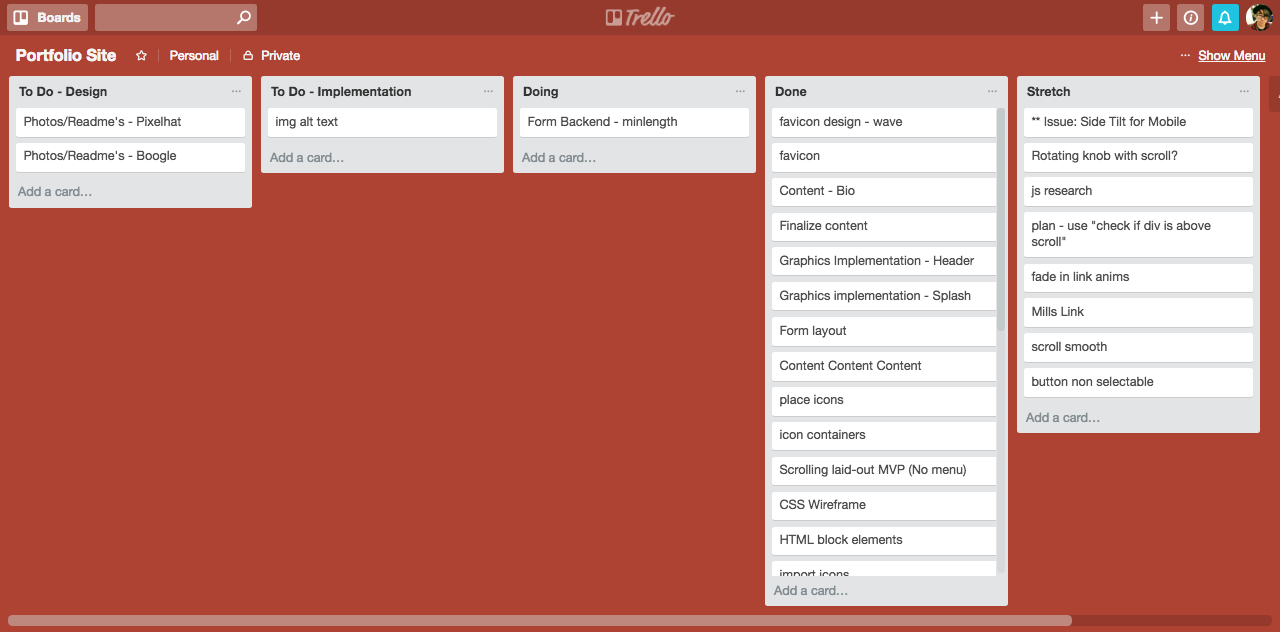 Boards
Trello
Portfolio Site
Personal
Private
Show Menu
To Do - Design
Photos/Readme's - Pixelhat
Photos/Readme's - Boogle
Add a card...
To Do - Implementation
img alt text
Add a card...
Doing
Form Backend - minlength
Add a card...
Done
favicon design - wave
favicon
Content - Bio
Finalize content
Graphics Implementation - Header
Graphics implementation - Splash
Form layout
Content Content Content
place icons
icon containers
Scrolling laid-out MVP (No menu)
CSS Wireframe
HTML block elements
import icons
Add a card...
Stretch
** Issue: Side Tilt for Mobile
Rotating knob with scroll?
js research
plan - use "check if div is above
scroll"
fade in link anims
Mills Link
scroll smooth
button non selectable
Add a card...